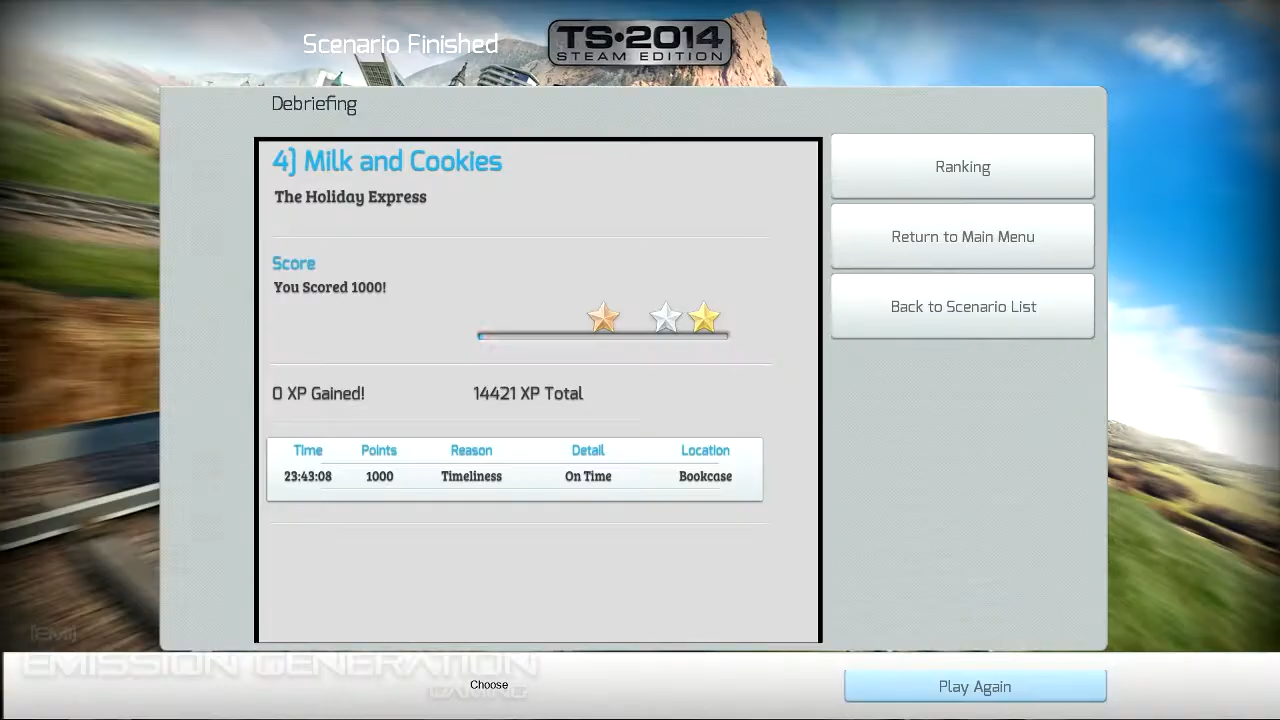 Scenario Finished
TS·2014
STEAM EDITION
Debriefing
4] Milk and Cookies
The Holiday Express
Score
You Scored 1000!
0 XP Gained! 14421 XP Total
Time Points Reason Detail Location
23:43:08 1000 Timeliness On Time Bookcase
Ranking
Return to Main Menu
Back to Scenario List
[EMI]
EMISSION GENERATION
GAMING
Choose
Play Again